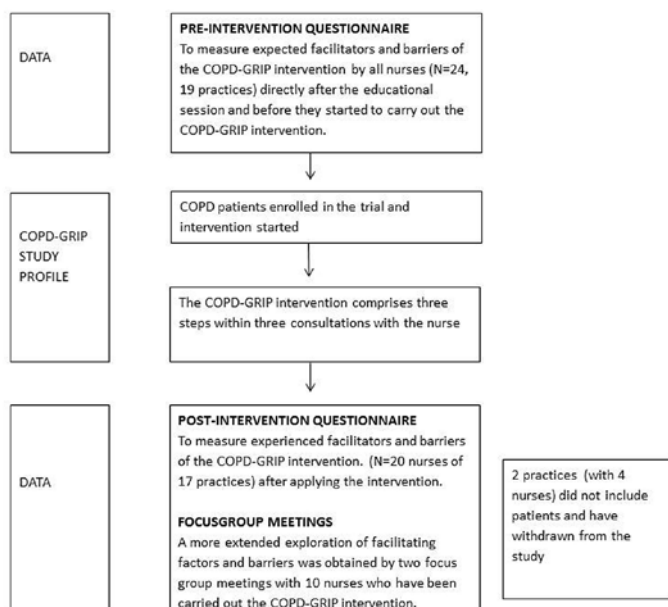 DATA
PRE-INTERVENTION QUESTIONNAIRE
To measure expected facilitators and barriers of
the COPD-GRIP intervention by all nurses (N=24,
19 practices) directly after the educational
session and before they started to carry out the
COPD-GRIP intervention.
COPD-GRIP
STUDY
PROFILE
COPD patients enrolled in the trial and
intervention started
The COPD-GRIP intervention comprises three
steps within three consultations with the nurse
DATA
POST-INTERVENTION QUESTIONNAIRE
To measure experienced facilitators and barriers
of the COPD-GRIP intervention. (N=20 nurses of
17 practices) after applying the intervention.
FOCUSGROUP MEETINGS
A more extended exploration of facilitating
factors and barriers was obtained by two focus
group meetings with 10 nurses who have been
carried out the COPD-GRIP intervention.
2 practices (with 4
nurses) did not include
patients and have
withdrawn from the
study